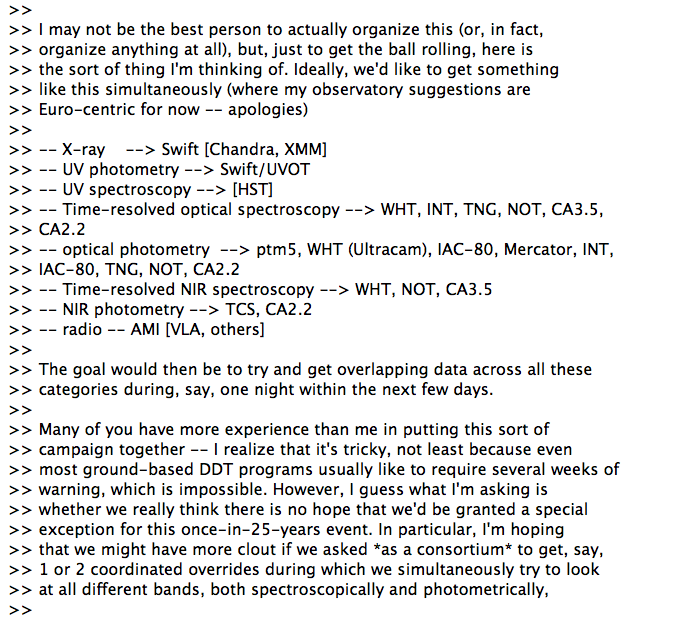 >>
>> I may not be the best person to actually organize this (or, in fact,
>> organize anything at all), but, just to get the ball rolling, here is
>> the sort of thing I'm thinking of. Ideally, we'd like to get something
>> like this simultaneously (where my observatory suggestions are
>> Euro-centric for now -- apologies)
>>
>> -- X-ray    --> Swift [Chandra, XMM]
>> -- UV photometry --> Swift/UVOT
>> -- UV spectroscopy --> [HST]
>> -- Time-resolved optical spectroscopy --> WHT, INT, TNG, NOT, CA3.5,
>> CA2.2
>> -- optical photometry  --> ptm5, WHT (Ultracam), IAC-80, Mercator, INT,
>> IAC-80, TNG, NOT, CA2.2
>> -- Time-resolved NIR spectroscopy --> WHT, NOT, CA3.5
>> -- NIR photometry --> TCS, CA2.2
>> -- radio -- AMI [VLA, others]
>>
>> The goal would then be to try and get overlapping data across all these
>> categories during, say, one night within the next few days.
>>
>> Many of you have more experience than me in putting this sort of
>> campaign together -- I realize that it's tricky, not least because even
>> most ground-based DDT programs usually like to require several weeks of
>> warning, which is impossible. However, I guess what I'm asking is
>> whether we really think there is no hope that we'd be granted a special
>> exception for this once-in-25-years event. In particular, I'm hoping
>> that we might have more clout if we asked *as a consortium* to get, say,
>> 1 or 2 coordinated overrides during which we simultaneously try to look
>> at all different bands, both spectroscopically and photometrically,
>>